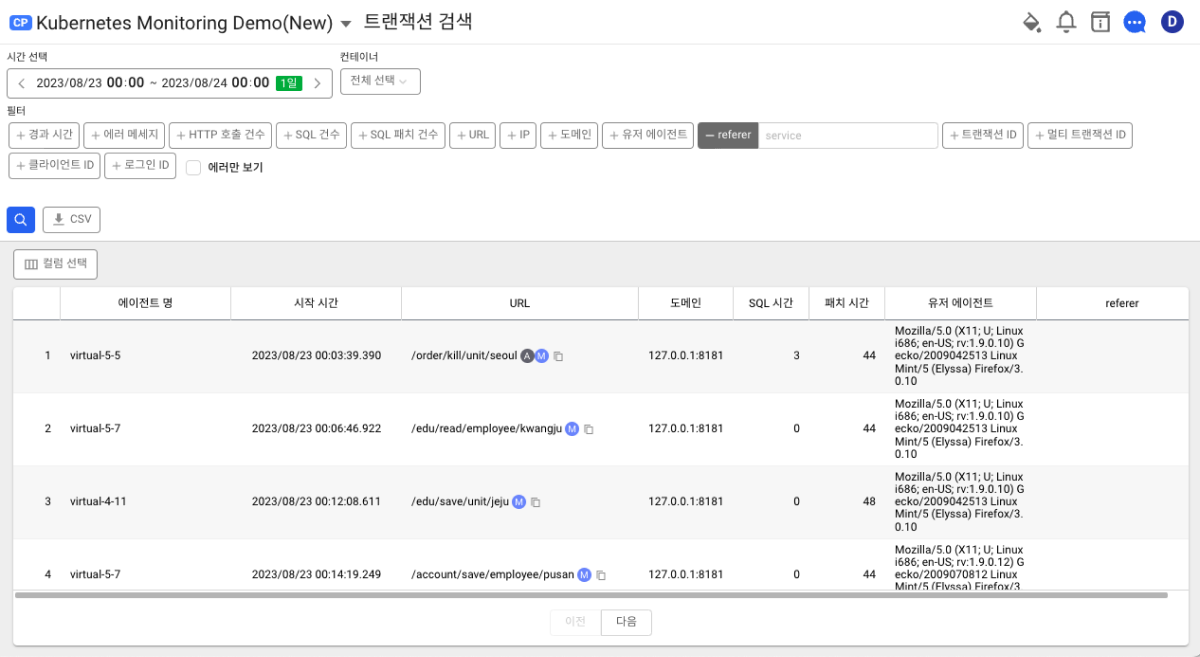 CP Kubernetes Monitoring Demo(New) 트랜잭션 검색
D
시간 선택
컨테이너
2023/08/23 00:00 ~ 2023/08/24 00:00 1일
전체 선택
필터
+ 경과 시간 + 에러 메세지 + HTTP 호출 건수 + SQL 건수 + SQL 패치 건수 + URL + IP + 도메인 + 유저 에이전트 − referer service + 트랜잭션 ID + 멀티 트랜잭션 ID
+ 클라이언트 ID + 로그인 ID 에러만 보기
CSV
컬럼 선택
에이전트 명 시작 시간 URL 도메인 SQL 시간 패치 시간 유저 에이전트 referer
1 virtual-5-5 2023/08/23 00:03:39.390 /order/kill/unit/seoul A M 127.0.0.1:8181 3 44
Mozilla/5.0 (X11; U; Linux
i686; en-US; rv:1.9.0.10) G
ecko/2009042513 Linux
Mint/5 (Elyssa) Firefox/3.
0.10
2 virtual-5-7 2023/08/23 00:06:46.922 /edu/read/employee/kwangju M 127.0.0.1:8181 0 44
Mozilla/5.0 (X11; U; Linux
i686; en-US; rv:1.9.0.10) G
ecko/2009042513 Linux
Mint/5 (Elyssa) Firefox/3.
0.10
3 virtual-4-11 2023/08/23 00:12:08.611 /edu/save/unit/jeju M 127.0.0.1:8181 0 48
Mozilla/5.0 (X11; U; Linux
i686; en-US; rv:1.9.0.10) G
ecko/2009042513 Linux
Mint/5 (Elyssa) Firefox/3.
0.10
4 virtual-5-7 2023/08/23 00:14:19.249 /account/save/employee/pusan M 127.0.0.1:8181 0 44
Mozilla/5.0 (X11; U; Linux
i686; en-US; rv:1.9.0.12) G
ecko/2009070812 Linux
Mint/5 (Elyssa) Firefox/3.
이전 다음